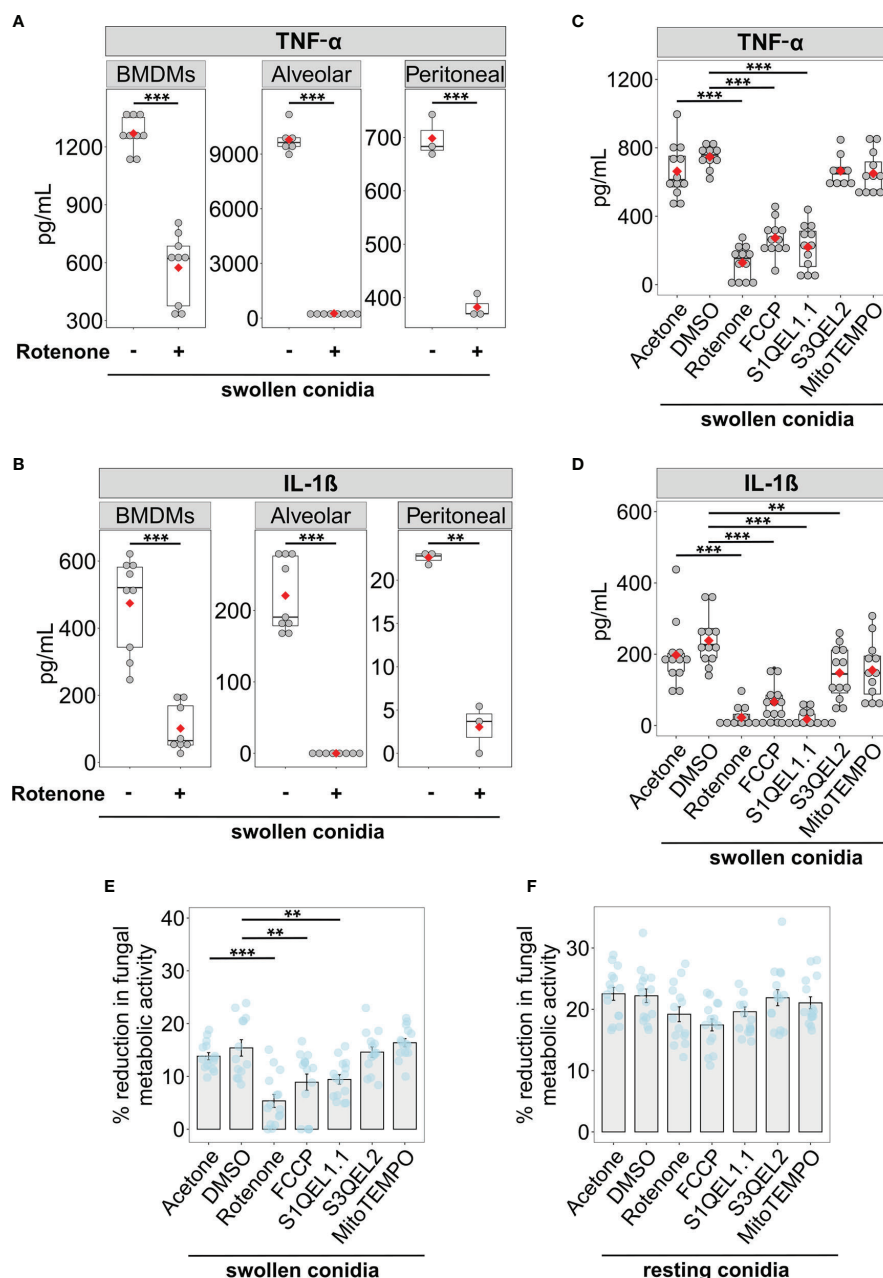 A
TNF-α
BMDMs
Alveolar
Peritoneal
***
***
***
pg/mL
1200
900
600
300
9000
6000
3000
0
700
600
500
400
Rotenone
- + - + - +
swollen conidia
C
TNF-α
***
***
***
pg/mL
1200
800
400
0
Acetone
DMSO
Rotenone
FCCP
S1QEL1.1
S3QEL2
MitoTEMPO
swollen conidia
B
IL-1ß
BMDMs
Alveolar
Peritoneal
***
***
**
pg/mL
600
400
200
0
200
100
0
20
15
10
5
0
Rotenone
- + - + - +
swollen conidia
D
IL-1ß
**
***
***
***
pg/mL
600
400
200
0
Acetone
DMSO
Rotenone
FCCP
S1QEL1.1
S3QEL2
MitoTEMPO
swollen conidia
E
**
**
***
% reduction in fungal
metabolic activity
40
30
20
10
0
Acetone
DMSO
Rotenone
FCCP
S1QEL1.1
S3QEL2
MitoTEMPO
swollen conidia
F
% reduction in fungal
metabolic activity
40
30
20
10
0
Acetone
DMSO
Rotenone
FCCP
S1QEL1.1
S3QEL2
MitoTEMPO
resting conidia